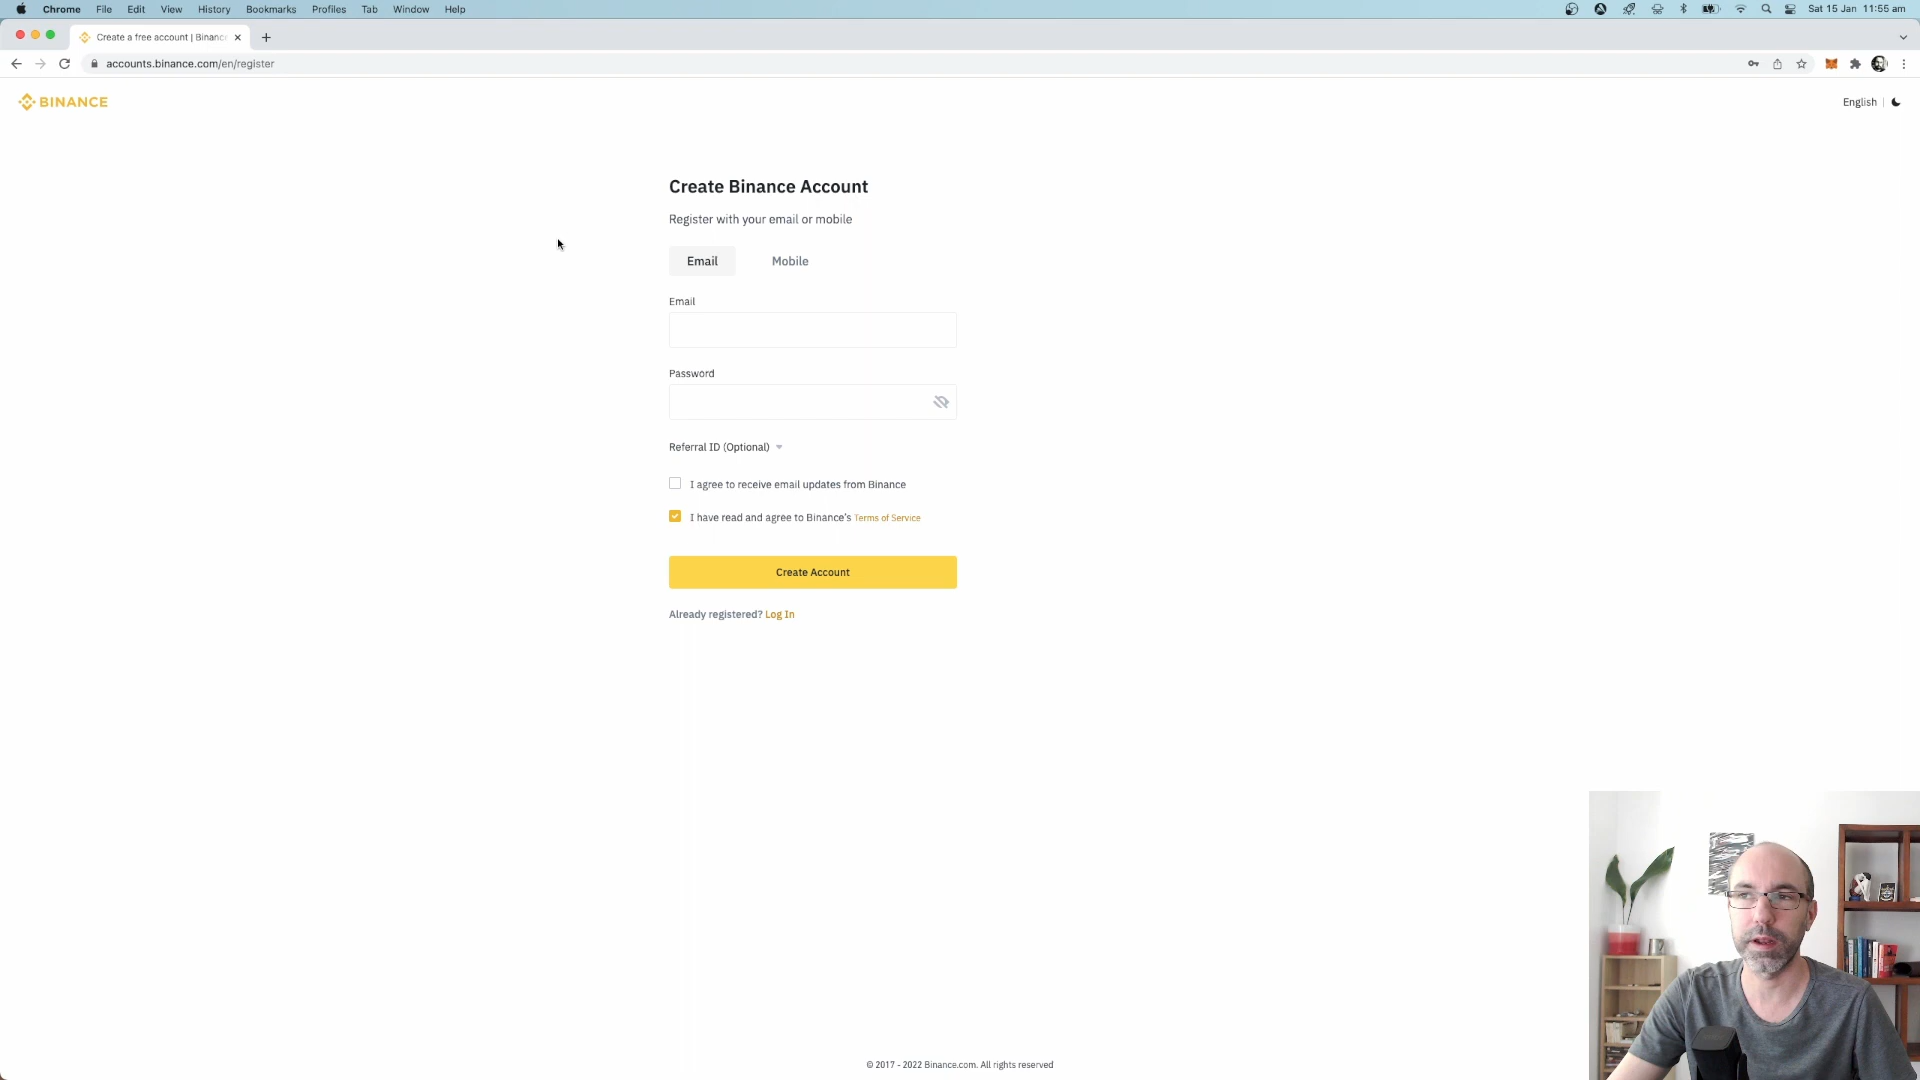 Chrome File Edit View History Bookmarks Profiles Tab Window Help
Sat 15 Jan 11:55 am
Create a free account | Binanc
accounts.binance.com/en/register
BINANCE
English
Create Binance Account
Register with your email or mobile
Email
Mobile
Email
Password
Referral ID (Optional)
I agree to receive email updates from Binance
I have read and agree to Binance's Terms of Service
Create Account
Already registered? Log In
© 2017 - 2022 Binance.com. All rights reserved